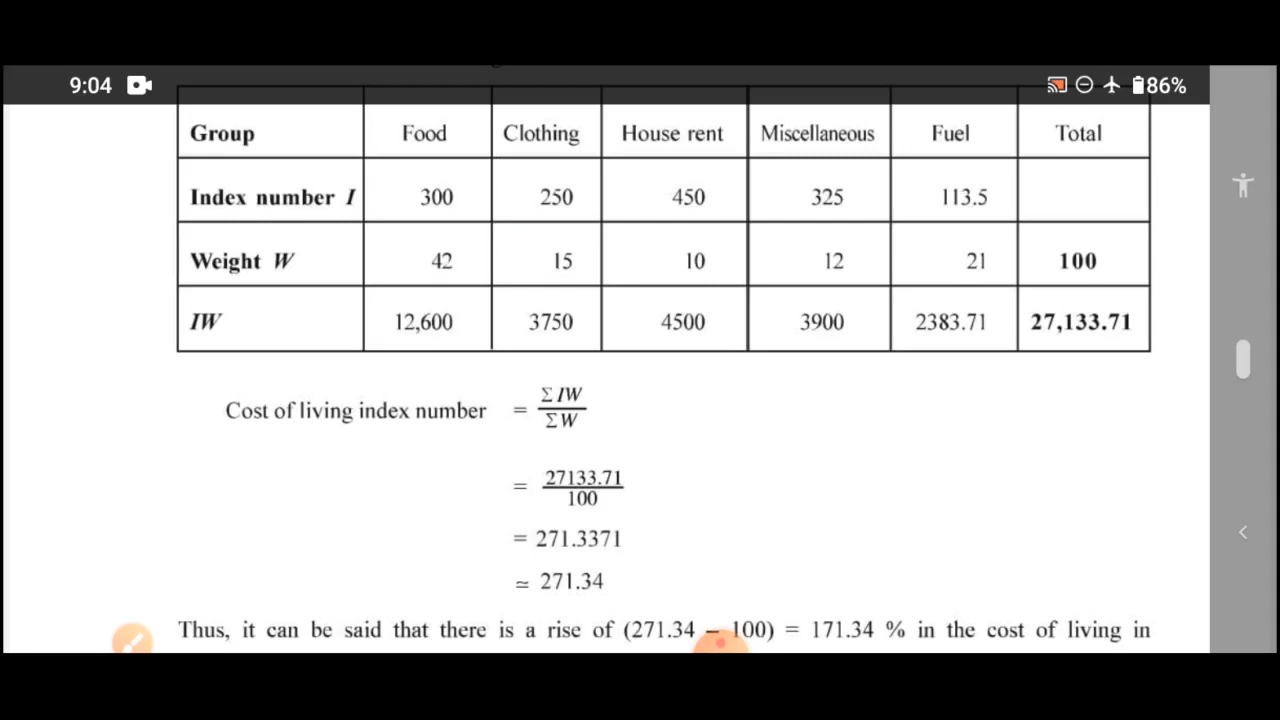 9:04 86%
Group Food Clothing House rent Miscellaneous Fuel Total
Index number I 300 250 450 325 113.5
Weight W 42 15 10 12 21 100
IW 12,600 3750 4500 3900 2383.71 27,133.71
Cost of living index number = Σ IW / Σ W
= 27133.71 / 100
= 271.3371
≃ 271.34
Thus, it can be said that there is a rise of (271.34 – 100) = 171.34 % in the cost of living in